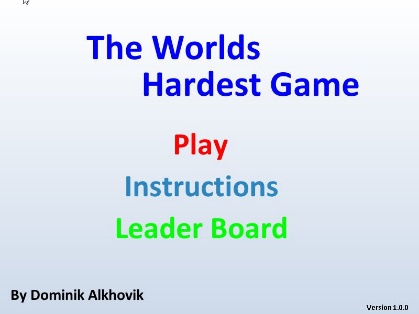 The Worlds
Hardest Game
Play
Instructions
Leader Board
By Dominik Alkhovik
Version 1.0.0